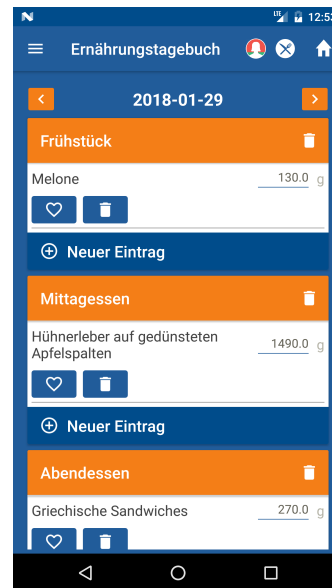 N LTE 12:53
Ernährungstagebuch
2018-01-29
Frühstück
Melone 130.0 g
Neuer Eintrag
Mittagessen
Hühnerleber auf gedünsteten 1490.0 g
Apfelspalten
Neuer Eintrag
Abendessen
Griechische Sandwiches 270.0 g